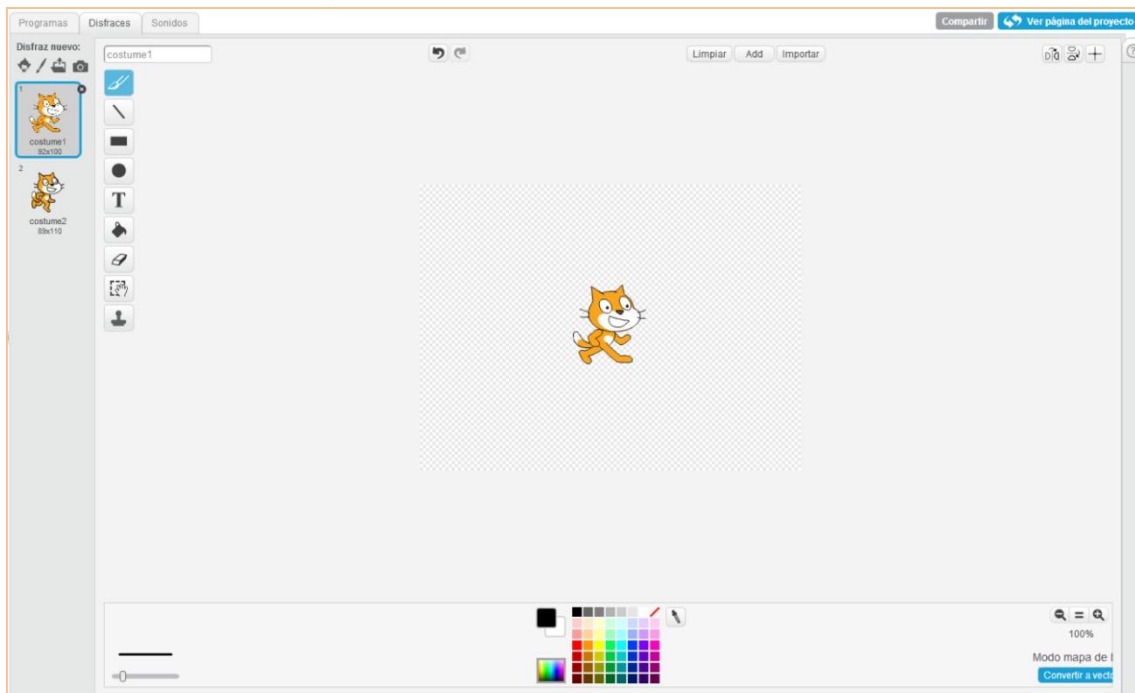 Programas Disfraces Sonidos Compartir Ver página del proyecto
Disfraz nuevo:
costume1
Limpiar Add Importar
1
costume1
92x100
2
costume2
89x110
T
100%
Modo mapa de
Convertir a vecto